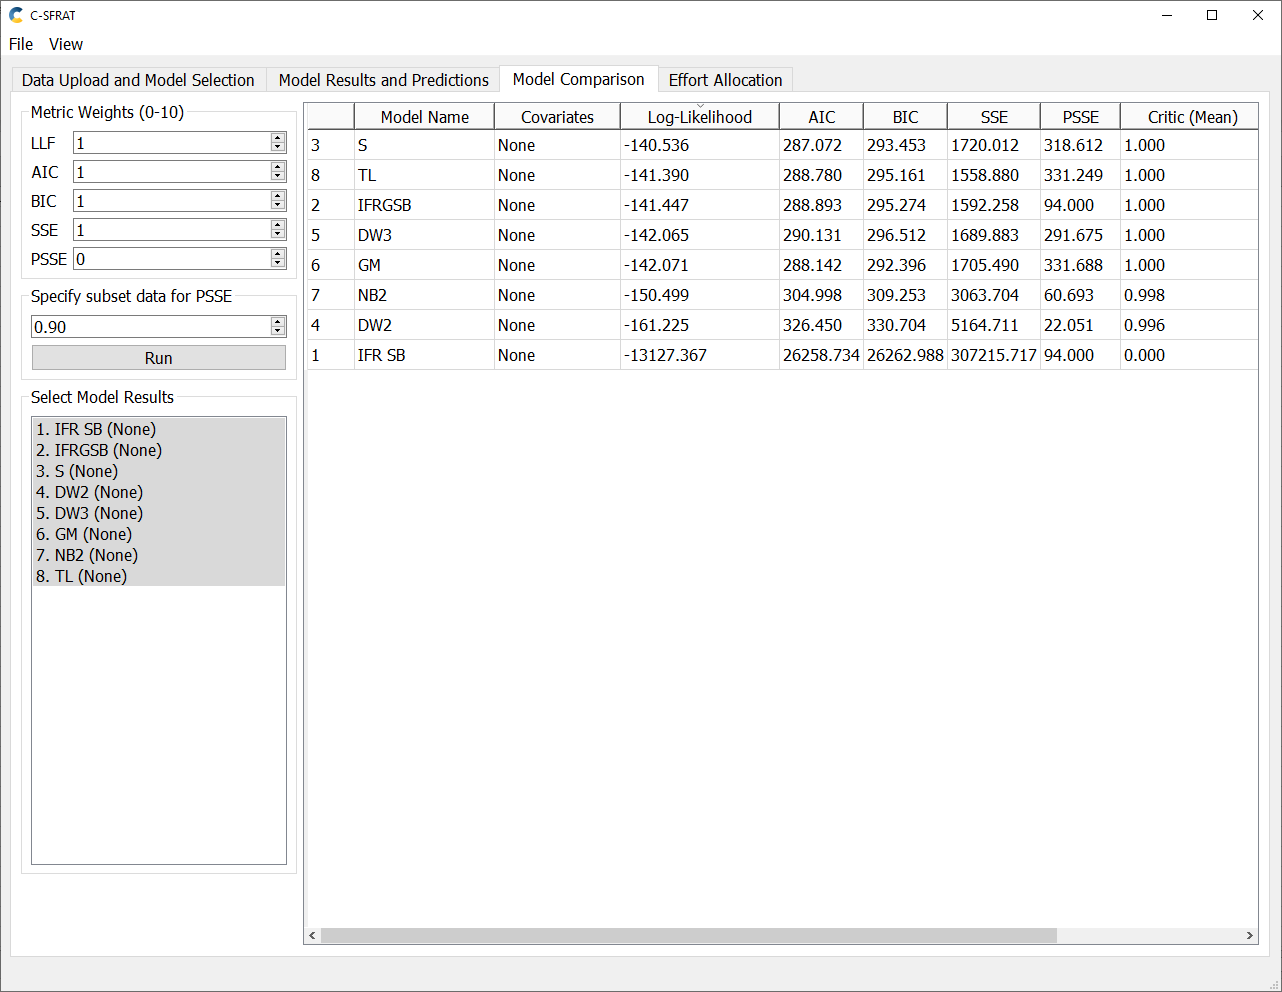 C-SFRAT
File View
Data Upload and Model Selection Model Results and Predictions Model Comparison Effort Allocation
Metric Weights (0-10)
LLF 1
AIC 1
BIC 1
SSE 1
PSSE 0
Specify subset data for PSSE
0.90
Run
Select Model Results
1. IFR SB (None)
2. IFRGSB (None)
3. S (None)
4. DW2 (None)
5. DW3 (None)
6. GM (None)
7. NB2 (None)
8. TL (None)
Model Name Covariates Log-Likelihood AIC BIC SSE PSSE Critic (Mean)
3 S None -140.536 287.072 293.453 1720.012 318.612 1.000
8 TL None -141.390 288.780 295.161 1558.880 331.249 1.000
2 IFRGSB None -141.447 288.893 295.274 1592.258 94.000 1.000
5 DW3 None -142.065 290.131 296.512 1689.883 291.675 1.000
6 GM None -142.071 288.142 292.396 1705.490 331.688 1.000
7 NB2 None -150.499 304.998 309.253 3063.704 60.693 0.998
4 DW2 None -161.225 326.450 330.704 5164.711 22.051 0.996
1 IFR SB None -13127.367 26258.734 26262.988 307215.717 94.000 0.000